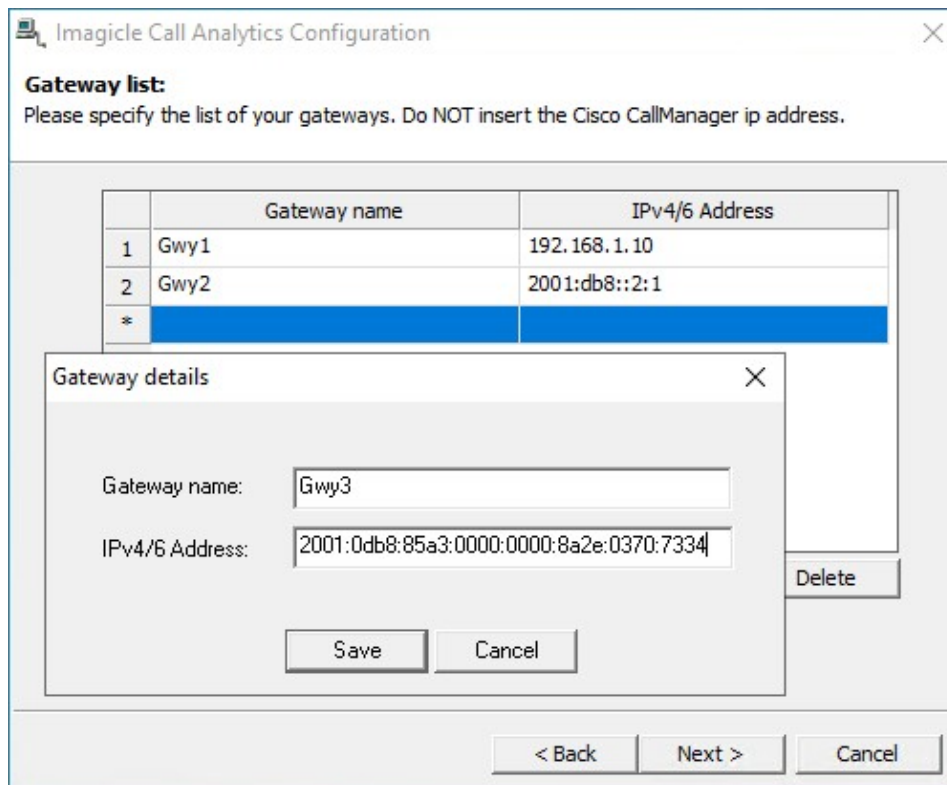 Imagicle Call Analytics Configuration
Gateway list:
Please specify the list of your gateways. Do NOT insert the Cisco CallManager ip address.
Gateway name IPv4/6 Address
1 Gwy1 192.168.1.10
2 Gwy2 2001:db8::2:1
*
Gateway details
Gateway name: Gwy3
IPv4/6 Address: 2001:0db8:85a3:0000:0000:8a2e:0370:7334
Delete
Save Cancel
< Back Next > Cancel